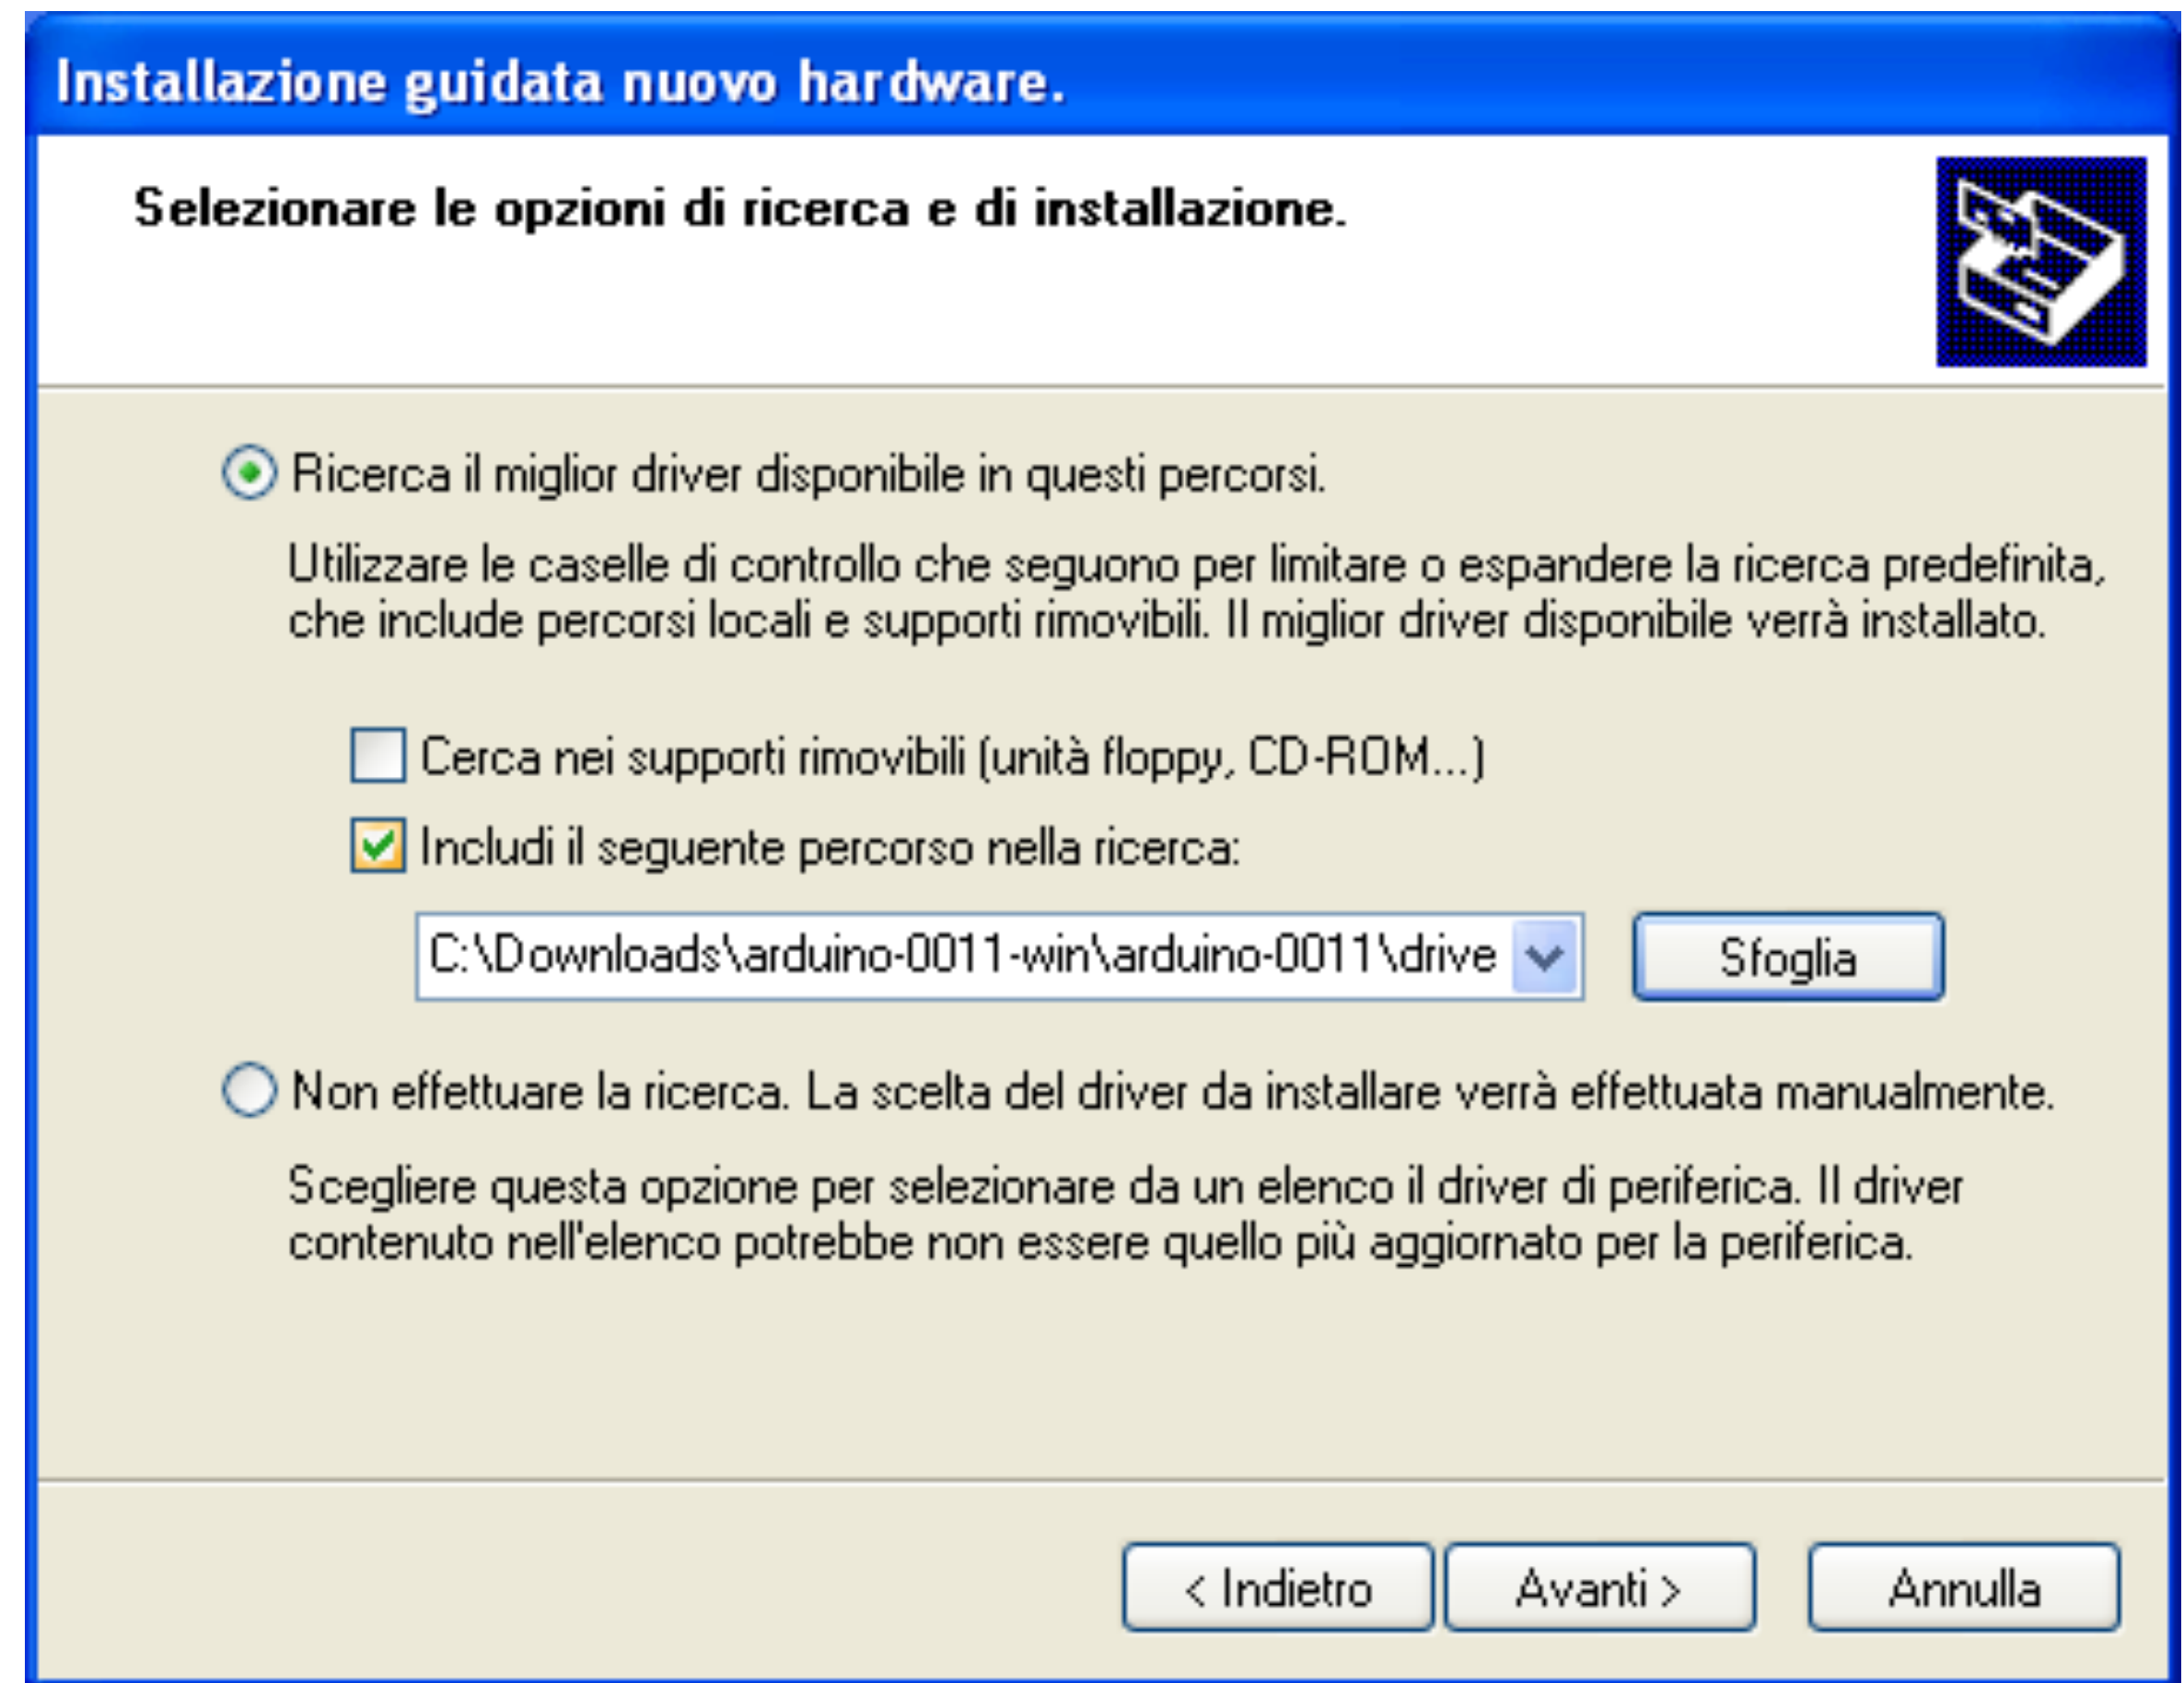 Installazione guidata nuovo hardware.
Selezionare le opzioni di ricerca e di installazione.
Ricerca il miglior driver disponibile in questi percorsi.
Utilizzare le caselle di controllo che seguono per limitare o espandere la ricerca predefinita,
che include percorsi locali e supporti rimovibili. Il miglior driver disponibile verrà installato.
Cerca nei supporti rimovibili (unità floppy, CD-ROM...)
Includi il seguente percorso nella ricerca:
C:\Downloads\arduino-0011-win\arduino-0011\drive
Sfoglia
Non effettuare la ricerca. La scelta del driver da installare verrà effettuata manualmente.
Scegliere questa opzione per selezionare da un elenco il driver di periferica. Il driver
contenuto nell'elenco potrebbe non essere quello più aggiornato per la periferica.
< Indietro
Avanti >
Annulla